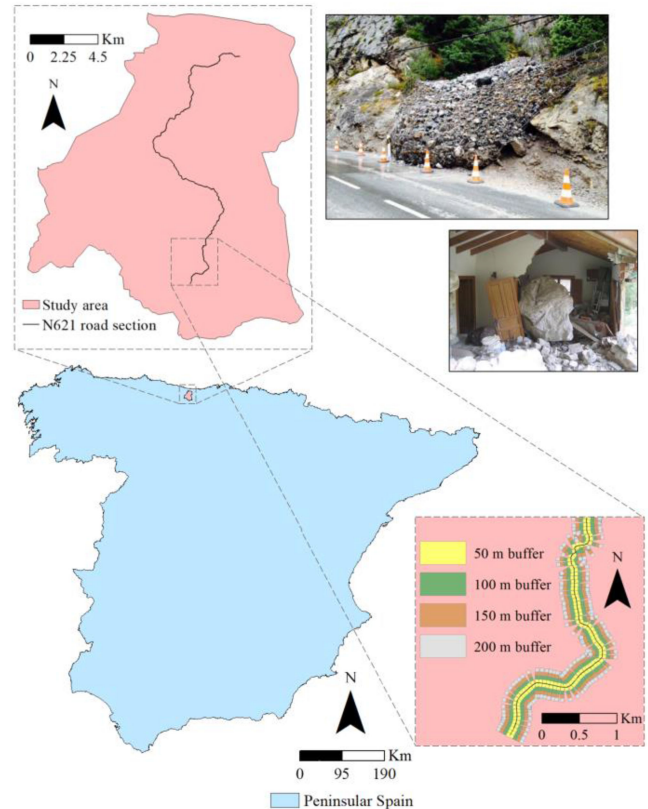 Km
0 2.25 4.5
N
Study area
N621 road section
50 m buffer
N
100 m buffer
150 m buffer
200 m buffer
Km
0 0.5 1
N
Km
0 95 190
Peninsular Spain